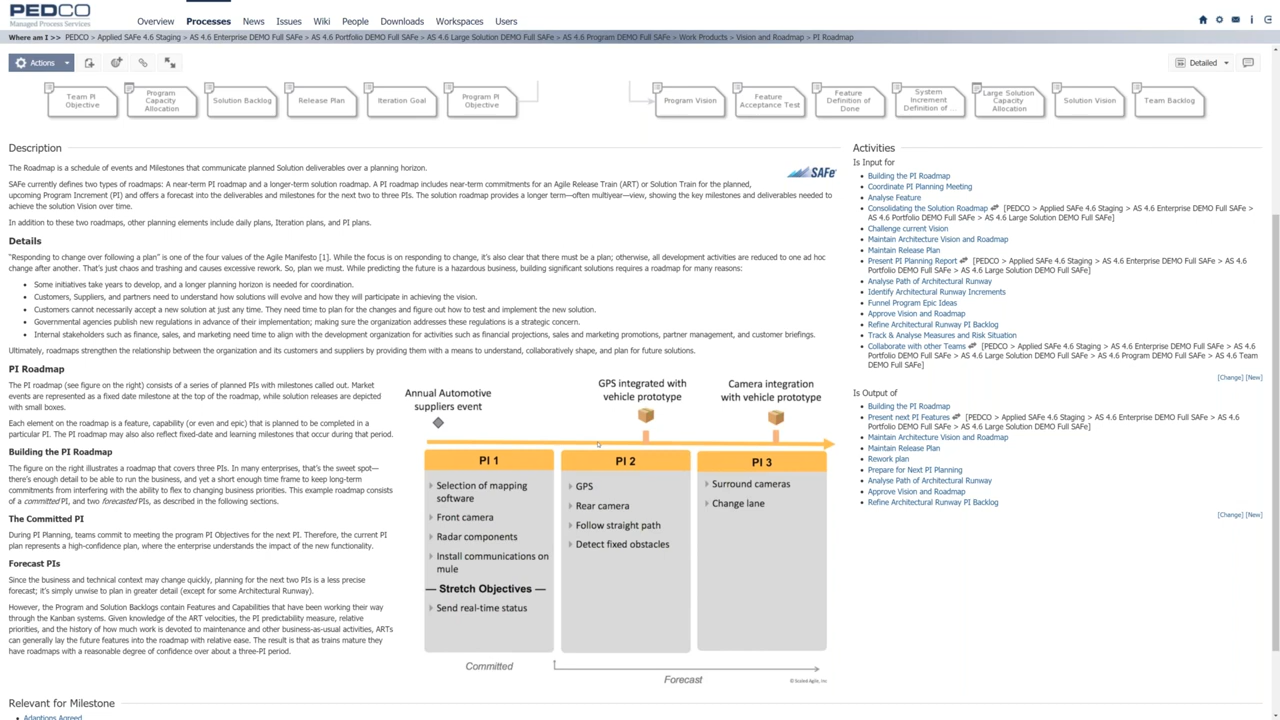 PEDCO
Managed Process Services
Overview Processes News Issues Wiki People Downloads Workspaces Users
Where am I >> PEDCO > Applied SAFe 4.6 Staging > AS 4.6 Enterprise DEMO Full SAFe > AS 4.6 Portfolio DEMO Full SAFe > AS 4.6 Large Solution DEMO Full SAFe > AS 4.6 Program DEMO Full SAFe > Work Products > Vision and Roadmap > PI Roadmap
Actions
Detailed
Team PI
Objective
Program
Capacity
Allocation
Solution Backlog
Release Plan
Iteration Goal
Program PI
Objective
Program Vision
Feature
Acceptance Test
Feature
Definition of
Done
System
Increment
Definition of ...
Large Solution
Capacity
Allocation
Solution Vision
Team Backlog
Description
The Roadmap is a schedule of events and Milestones that communicate planned Solution deliverables over a planning horizon.
SAFe
SAFe currently defines two types of roadmaps: A near-term PI roadmap and a longer-term solution roadmap. A PI roadmap includes near-term commitments for an Agile Release Train (ART) or Solution Train for the planned,
upcoming Program Increment (PI) and offers a forecast into the deliverables and milestones for the next two to three PIs. The solution roadmap provides a longer term—often multiyear—view, showing the key milestones and deliverables needed to
achieve the solution Vision over time.
In addition to these two roadmaps, other planning elements include daily plans, Iteration plans, and PI plans.
Details
"Responding to change over following a plan" is one of the four values of the Agile Manifesto [1]. While the focus is on responding to change, it's also clear that there must be a plan; otherwise, all development activities are reduced to one ad hoc
change after another. That's just chaos and trashing and causes excessive rework. So, plan we must. While predicting the future is a hazardous business, building significant solutions requires a roadmap for many reasons:
Some initiatives take years to develop, and a longer planning horizon is needed for coordination.
Customers, Suppliers, and partners need to understand how solutions will evolve and how they will participate in achieving the vision.
Customers cannot necessarily accept a new solution at just any time. They need time to plan for the changes and figure out how to test and implement the new solution.
Governmental agencies publish new regulations in advance of their implementation; making sure the organization addresses these regulations is a strategic concern.
Internal stakeholders such as finance, sales, and marketing need time to align with the development organization for activities such as financial projections, sales and marketing promotions, partner management, and customer briefings.
Ultimately, roadmaps strengthen the relationship between the organization and its customers and suppliers by providing them with a means to understand, collaboratively shape, and plan for future solutions.
PI Roadmap
The PI roadmap (see figure on the right) consists of a series of planned PIs with milestones called out. Market
events are represented as a fixed date milestone at the top of the roadmap, while solution releases are depicted
with small boxes.
Each element on the roadmap is a feature, capability (or even and epic) that is planned to be completed in a
particular PI. The PI roadmap may also also reflect fixed-date and learning milestones that occur during that period.
Building the PI Roadmap
The figure on the right illustrates a roadmap that covers three PIs. In many enterprises, that's the sweet spot—
there's enough detail to be able to run the business, and yet a short enough time frame to keep long-term
commitments from interfering with the ability to flex to changing business priorities. This example roadmap consists
of a committed PI, and two forecasted PIs, as described in the following sections.
The Committed PI
During PI Planning, teams commit to meeting the program PI Objectives for the next PI. Therefore, the current PI
plan represents a high-confidence plan, where the enterprise understands the impact of the new functionality.
Forecast PIs
Since the business and technical context may change quickly, planning for the next two PIs is a less precise
forecast; it's simply unwise to plan in greater detail (except for some Architectural Runway).
However, the Program and Solution Backlogs contain Features and Capabilities that have been working their way
through the Kanban systems. Given knowledge of the ART velocities, the PI predictability measure, relative
priorities, and the history of how much work is devoted to maintenance and other business-as-usual activities, ARTs
can generally lay the future features into the roadmap with relative ease. The result is that as trains mature they
have roadmaps with a reasonable degree of confidence over about a three-PI period.
Annual Automotive
suppliers event
GPS integrated with
vehicle prototype
Camera integration
with vehicle prototype
PI 1
Selection of mapping
software
Front camera
Radar components
Install communications on
mule
— Stretch Objectives —
Send real-time status
PI 2
GPS
Rear camera
Follow straight path
Detect fixed obstacles
PI 3
Surround cameras
Change lane
Committed
Forecast
© Scaled Agile, Inc
Relevant for Milestone
Adaptions Agreed
Activities
Is Input for
Building the PI Roadmap
Coordinate PI Planning Meeting
Analyse Feature
Consolidating the Solution Roadmap [PEDCO > Applied SAFe 4.6 Staging > AS 4.6 Enterprise DEMO Full SAFe >
AS 4.6 Portfolio DEMO Full SAFe > AS 4.6 Large Solution DEMO Full SAFe]
Challenge current Vision
Maintain Architecture Vision and Roadmap
Maintain Release Plan
Present PI Planning Report [PEDCO > Applied SAFe 4.6 Staging > AS 4.6 Enterprise DEMO Full SAFe > AS 4.6
Portfolio DEMO Full SAFe > AS 4.6 Large Solution DEMO Full SAFe]
Analyse Path of Architectural Runway
Identify Architectural Runway Increments
Funnel Program Epic Ideas
Approve Vision and Roadmap
Refine Architectural Runway PI Backlog
Track & Analyse Measures and Risk Situation
Collaborate with other Teams [PEDCO > Applied SAFe 4.6 Staging > AS 4.6 Enterprise DEMO Full SAFe > AS 4.6
Portfolio DEMO Full SAFe > AS 4.6 Large Solution DEMO Full SAFe > AS 4.6 Program DEMO Full SAFe > AS 4.6 Team
DEMO Full SAFe]
[Change] [New]
Is Output of
Building the PI Roadmap
Present next PI Features [PEDCO > Applied SAFe 4.6 Staging > AS 4.6 Enterprise DEMO Full SAFe > AS 4.6
Portfolio DEMO Full SAFe > AS 4.6 Large Solution DEMO Full SAFe]
Maintain Architecture Vision and Roadmap
Maintain Release Plan
Rework plan
Prepare for Next PI Planning
Analyse Path of Architectural Runway
Approve Vision and Roadmap
Refine Architectural Runway PI Backlog
[Change] [New]